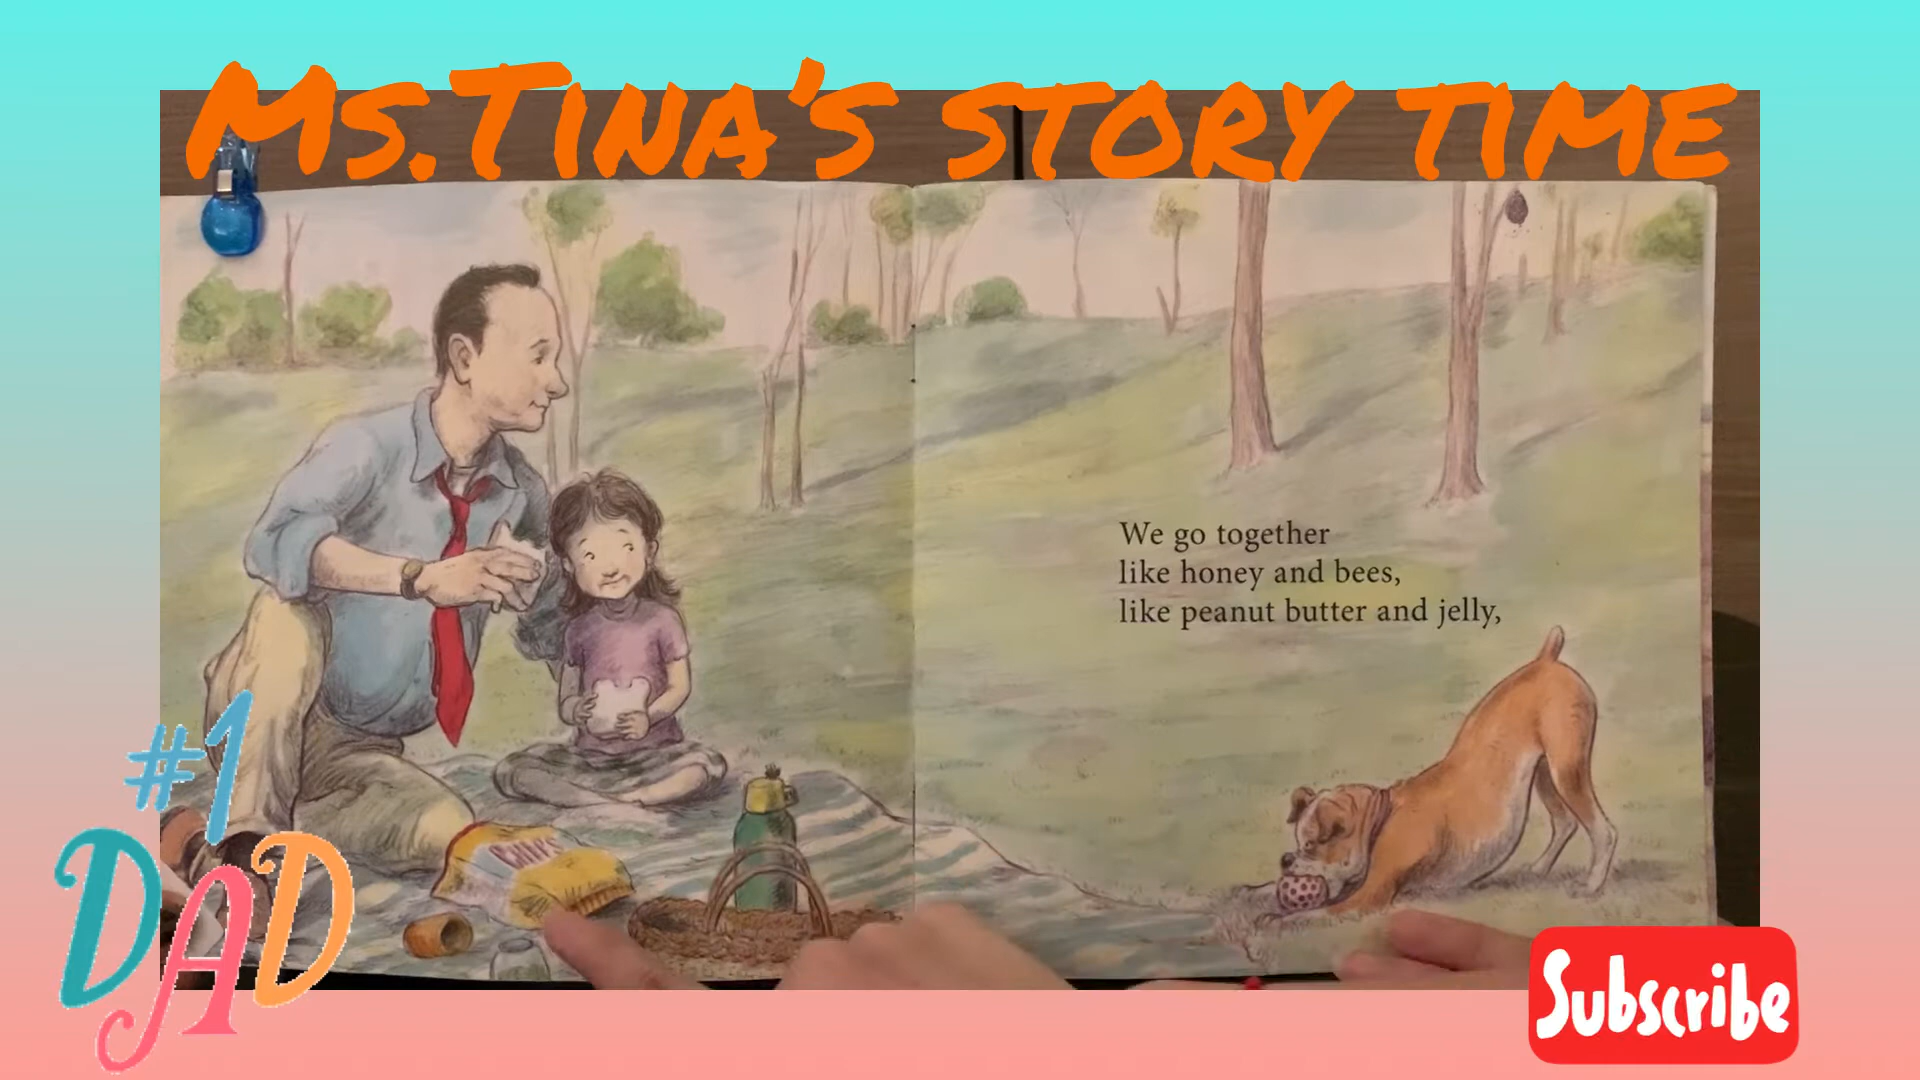 Ms.Tina's story time
We go together
like honey and bees,
like peanut butter and jelly,
CHIPS
#1
DAD
Subscribe